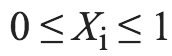 0 ≤ Xᵢ ≤ 1